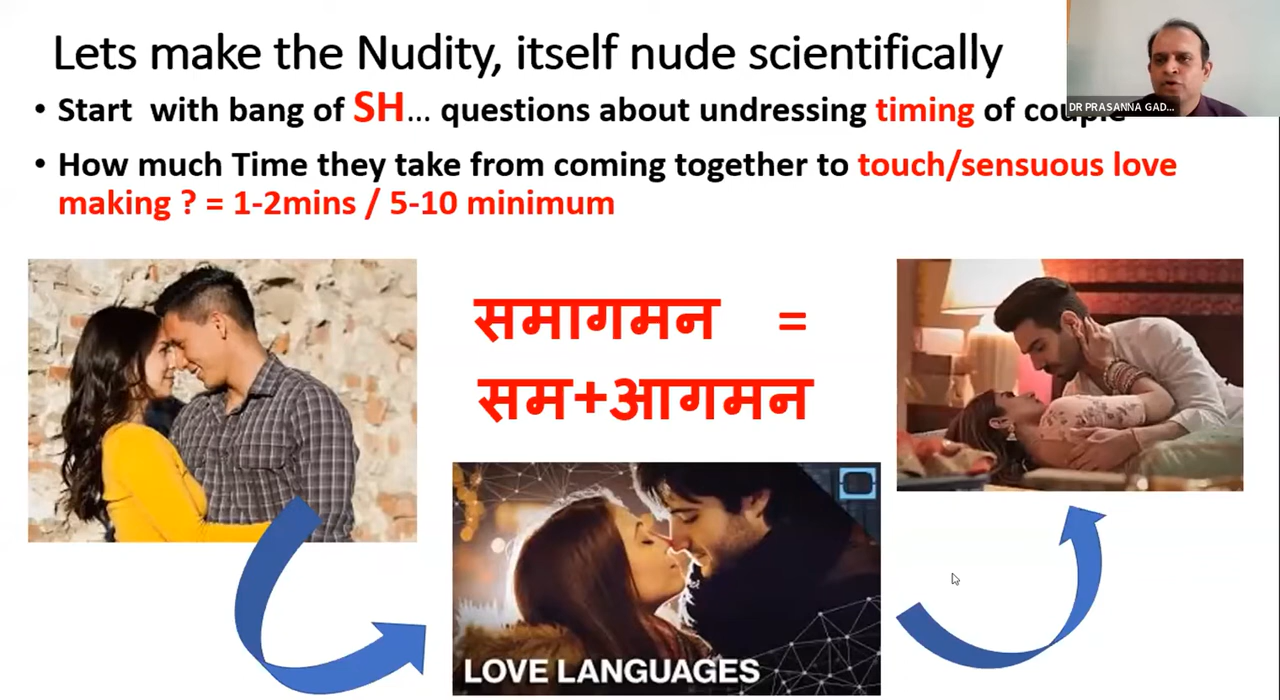 Lets make the Nudity, itself nude scientifically
• Start with bang of SH... questions about undressing timing of couple
• How much Time they take from coming together to touch/sensuous love
making ? = 1-2mins / 5-10 minimum
DR PRASANNA GAD...
समागमन =
सम+आगमन
LOVE LANGUAGES